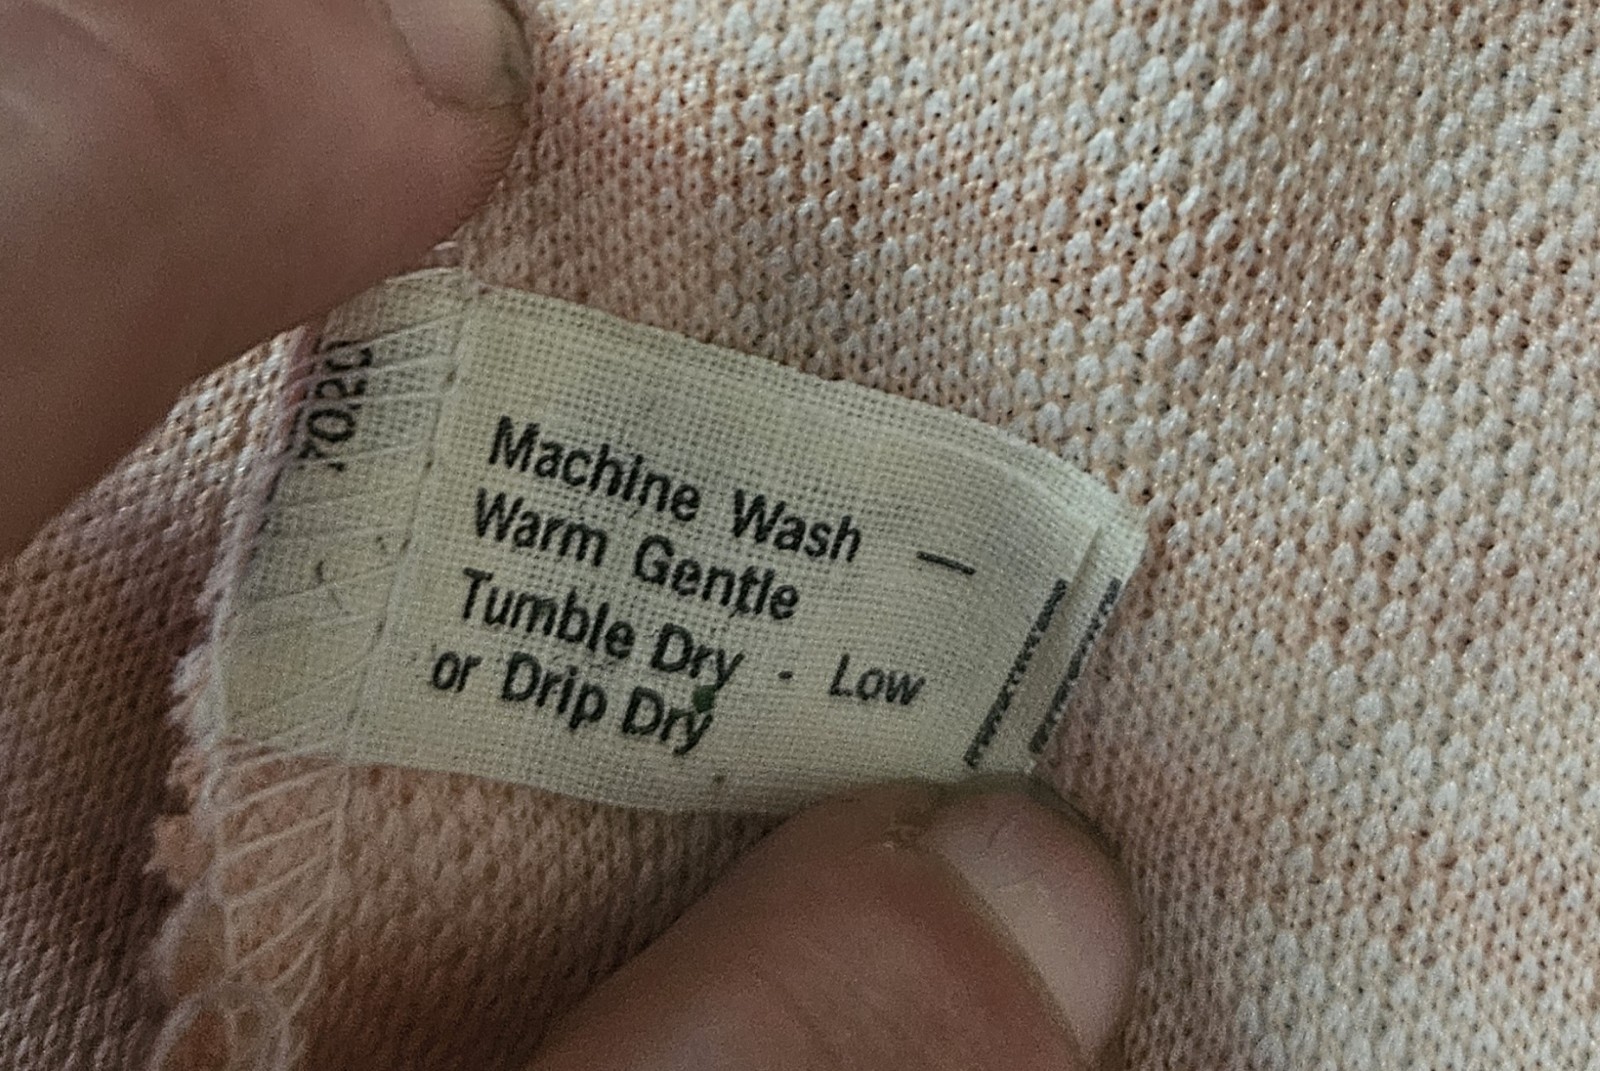 Machine Wash —
Warm Gentle
Tumble Dry - Low
or Drip Dry